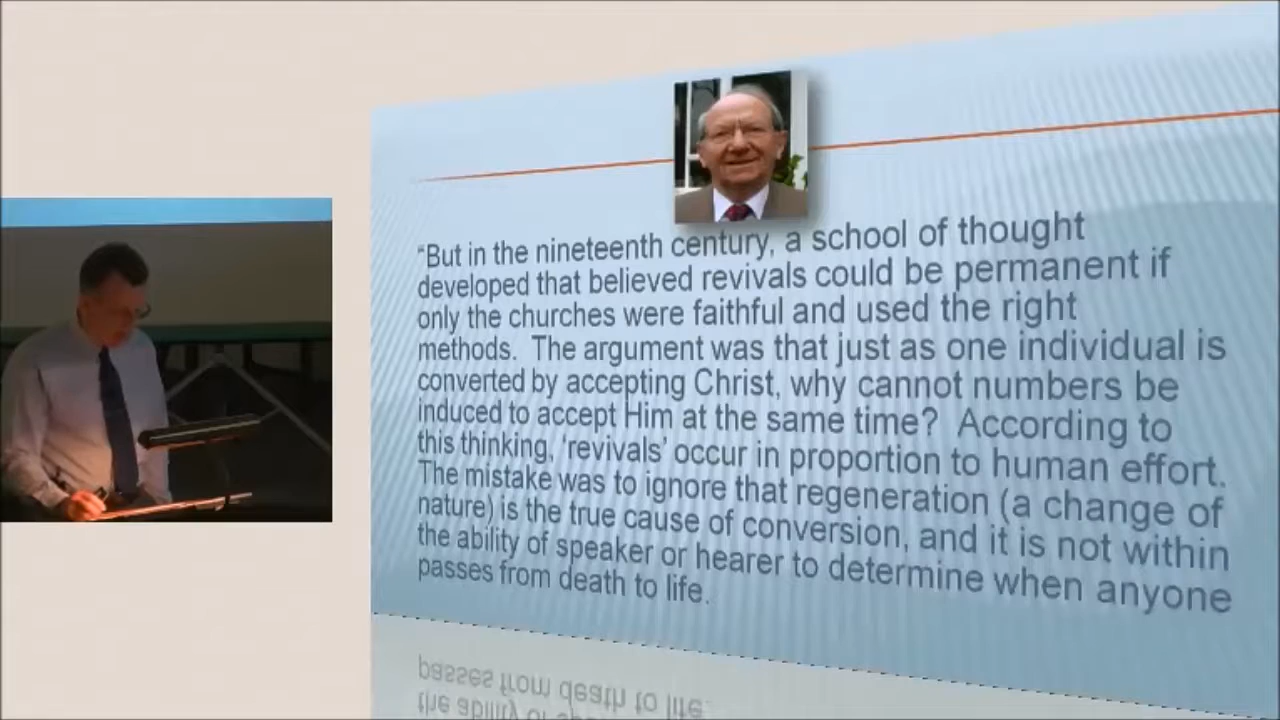 “But in the nineteenth century, a school of thought
developed that believed revivals could be permanent if
only the churches were faithful and used the right
methods.  The argument was that just as one individual is
converted by accepting Christ, why cannot numbers be
induced to accept Him at the same time?  According to
this thinking, ‘revivals’ occur in proportion to human effort.
The mistake was to ignore that regeneration (a change of
nature) is the true cause of conversion, and it is not within
the ability of speaker or hearer to determine when anyone
passes from death to life.